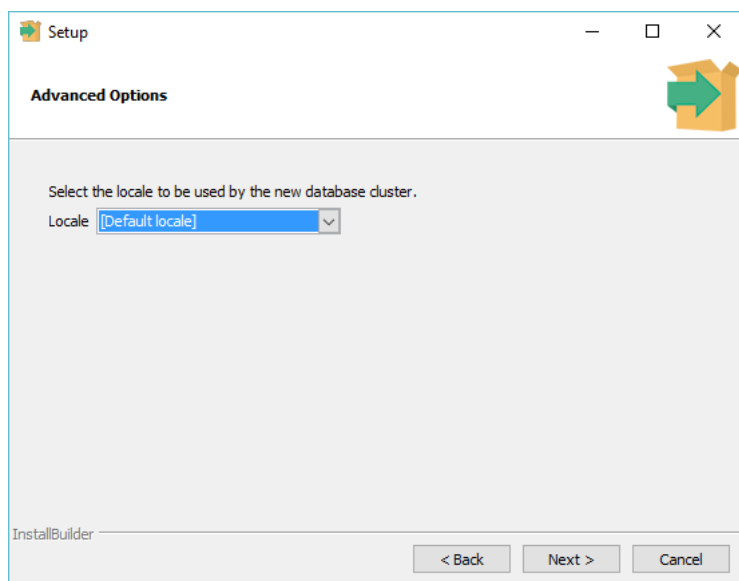 Setup
Advanced Options
Select the locale to be used by the new database cluster.
Locale [Default locale]
InstallBuilder
< Back Next > Cancel